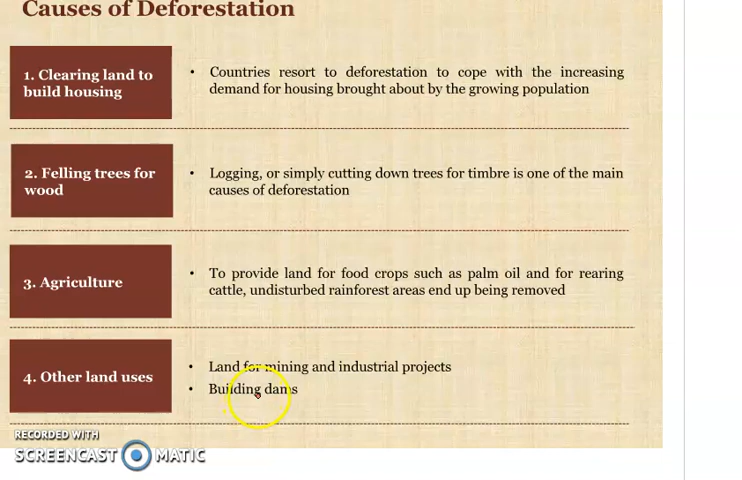 Causes of Deforestation
1. Clearing land to
build housing
• Countries resort to deforestation to cope with the increasing
demand for housing brought about by the growing population
2. Felling trees for
wood
• Logging, or simply cutting down trees for timbre is one of the main
causes of deforestation
3. Agriculture
• To provide land for food crops such as palm oil and for rearing
cattle, undisturbed rainforest areas end up being removed
4. Other land uses
• Land for mining and industrial projects
• Building dams
RECORDED WITH
SCREENCAST MATIC